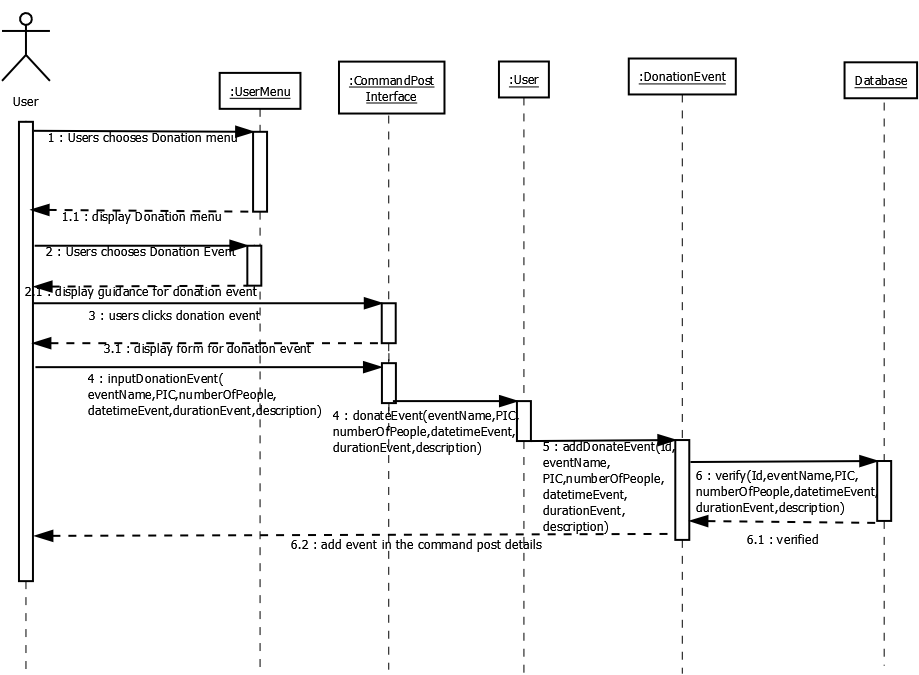 User
:UserMenu
:CommandPost
Interface
:User
:DonationEvent
Database
1 : Users chooses Donation menu
1.1 : display Donation menu
2 : Users chooses Donation Event
2.1 : display guidance for donation event
3 : users clicks donation event
3.1 : display form for donation event
4 : inputDonationEvent(
eventName,PIC,numberOfPeople,
datetimeEvent,durationEvent,description)
4 : donateEvent(eventName,PIC,
numberOfPeople,datetimeEvent,
durationEvent,description)
5 : addDonateEvent(Id,
eventName,
PIC,numberOfPeople,
datetimeEvent,
durationEvent,
description)
6 : verify(Id,eventName,PIC,
numberOfPeople,datetimeEvent,
durationEvent,description)
6.1 : verified
6.2 : add event in the command post details